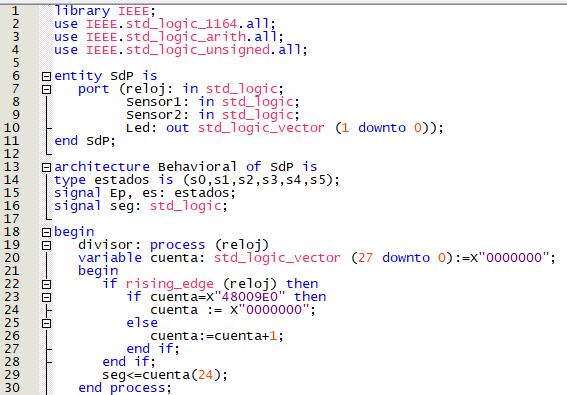 1 library IEEE;
2 use IEEE.std_logic_1164.all;
3 use IEEE.std_logic_arith.all;
4 use IEEE.std_logic_unsigned.all;
5
6 entity SdP is
7 port (reloj: in std_logic;
8 Sensor1: in std_logic;
9 Sensor2: in std_logic;
10 Led: out std_logic_vector (1 downto 0));
11 end SdP;
12
13 architecture Behavioral of SdP is
14 type estados is (s0,s1,s2,s3,s4,s5);
15 signal Ep, es: estados;
16 signal seg: std_logic;
17
18 begin
19 divisor: process (reloj)
20 variable cuenta: std_logic_vector (27 downto 0):=X"0000000";
21 begin
22 if rising_edge (reloj) then
23 if cuenta=X"48009E0" then
24 cuenta := X"0000000";
25 else
26 cuenta:=cuenta+1;
27 end if;
28 end if;
29 seg<=cuenta(24);
30 end process;